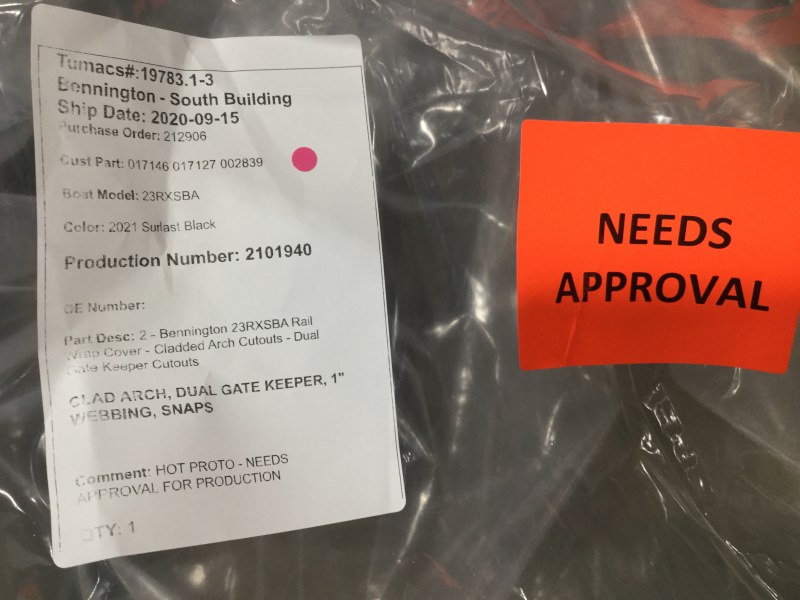 Tumacs#:19783.1-3
Bennington - South Building
Ship Date: 2020-09-15
Purchase Order: 212906
Cust Part: 017146 017127 002839
Boat Model: 23RXSBA
Color: 2021 Surlast Black
Production Number: 2101940
OE Number:
Part Desc: 2 - Bennington 23RXSBA Rail
Wrap Cover - Cladded Arch Cutouts - Dual
Gate Keeper Cutouts
CLAD ARCH, DUAL GATE KEEPER, 1"
WEBBING, SNAPS
Comment: HOT PROTO - NEEDS
APPROVAL FOR PRODUCTION
QTY: 1
NEEDS
APPROVAL